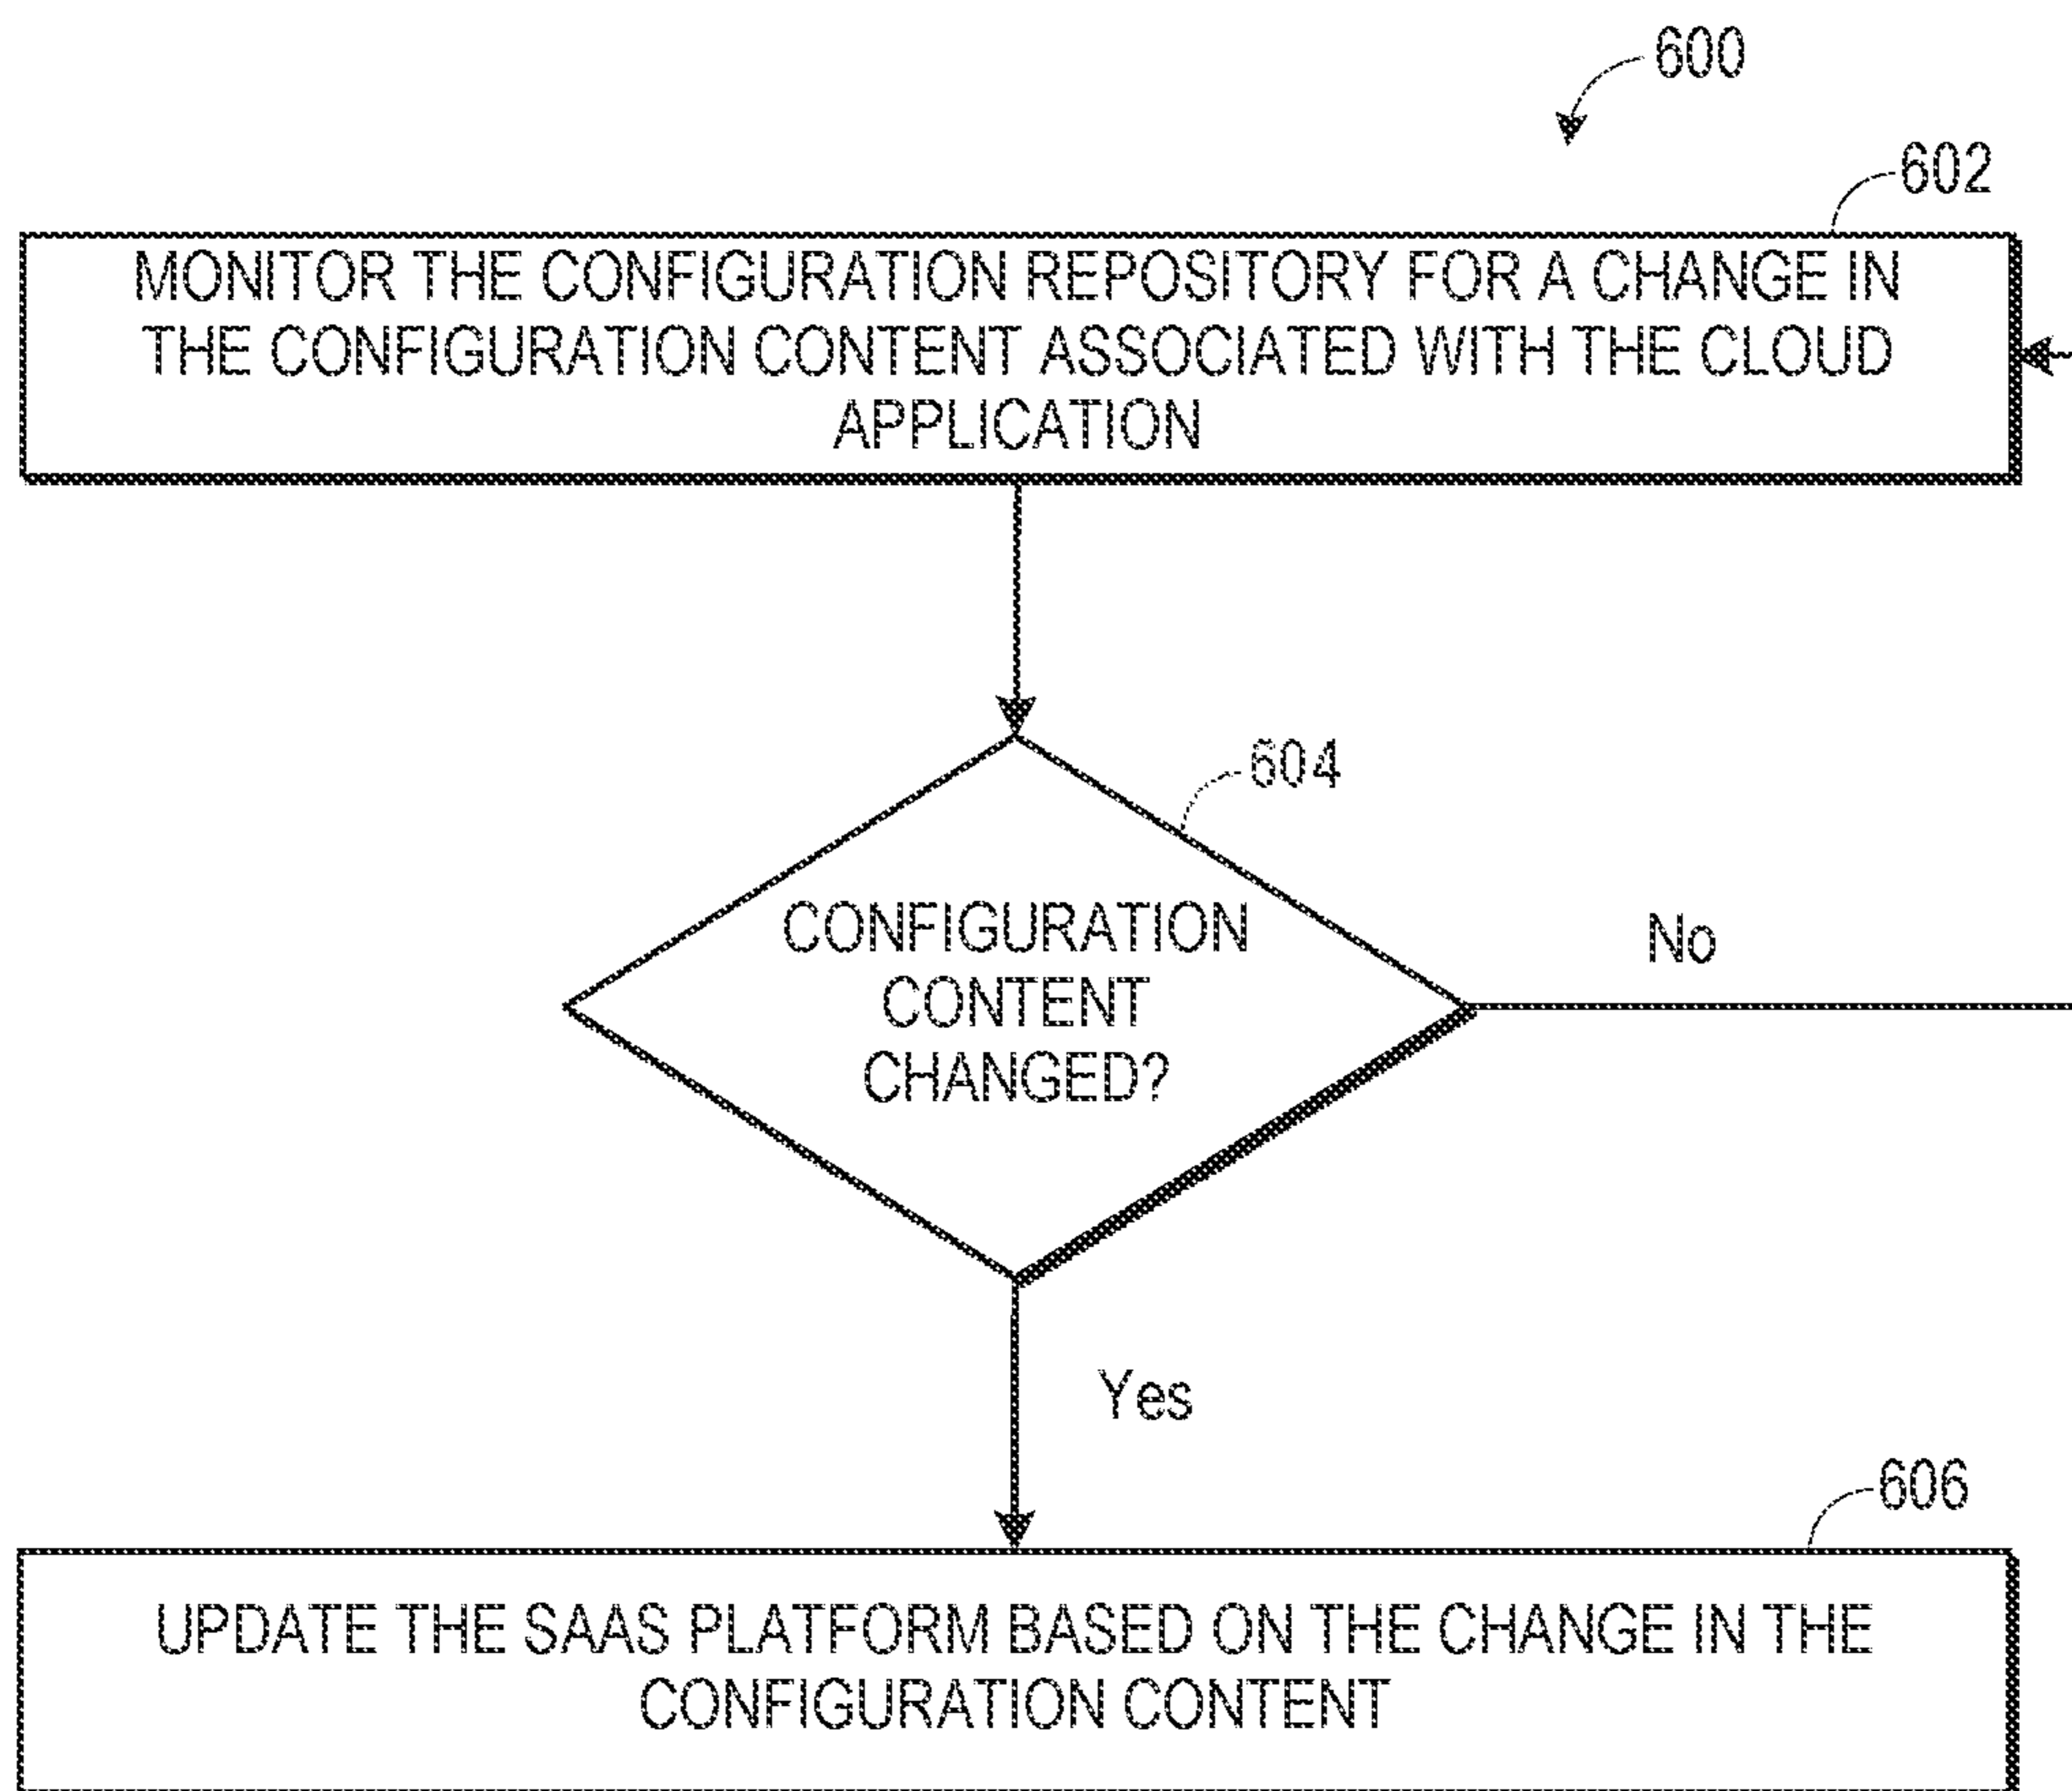 600
602
MONITOR THE CONFIGURATION REPOSITORY FOR A CHANGE IN
THE CONFIGURATION CONTENT ASSOCIATED WITH THE CLOUD
APPLICATION
604
CONFIGURATION
CONTENT
CHANGED?
No
Yes
606
UPDATE THE SAAS PLATFORM BASED ON THE CHANGE IN THE
CONFIGURATION CONTENT